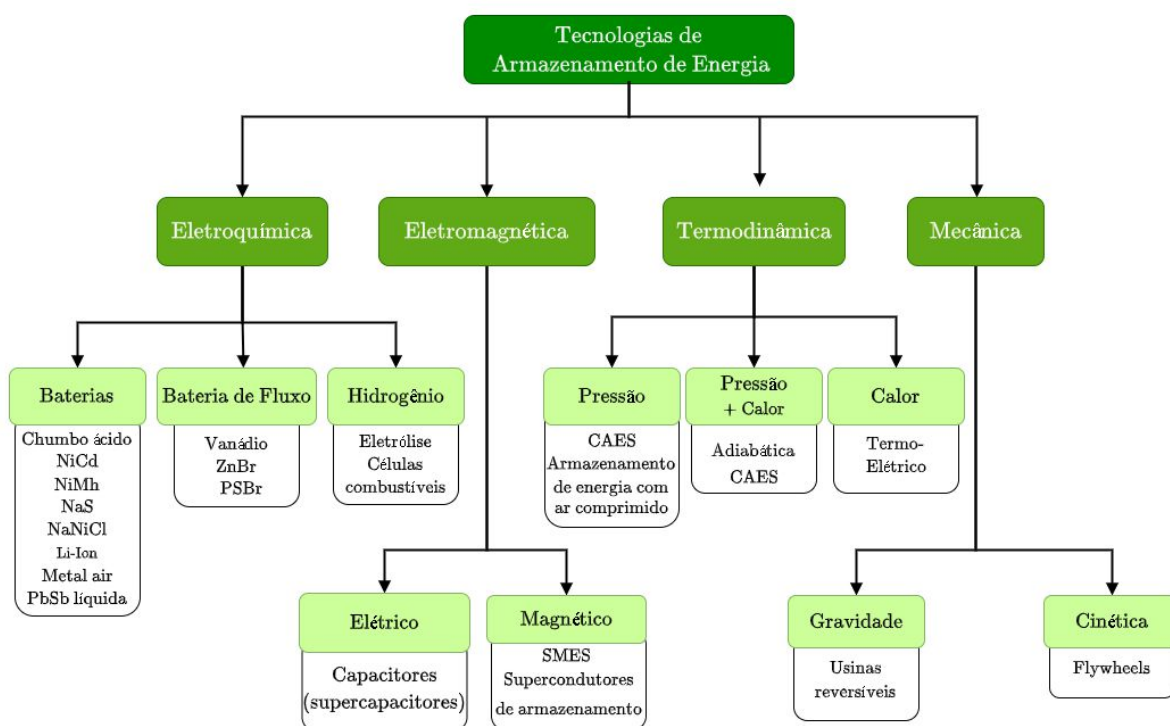 Tecnologias de
Armazenamento de Energia
Eletroquímica
Eletromagnética
Termodinâmica
Mecânica
Baterias
Chumbo ácido
NiCd
NiMh
NaS
NaNiCl
Li-Ion
Metal air
PbSb líquida
Bateria de Fluxo
Vanádio
ZnBr
PSBr
Hidrogênio
Eletrólise
Células
combustíveis
Pressão
CAES
Armazenamento
de energia com
ar comprimido
Pressão
+ Calor
Adiabática
CAES
Calor
Termo-
Elétrico
Elétrico
Capacitores
(supercapacitores)
Magnético
SMES
Supercondutores
de armazenamento
Gravidade
Usinas
reversíveis
Cinética
Flywheels